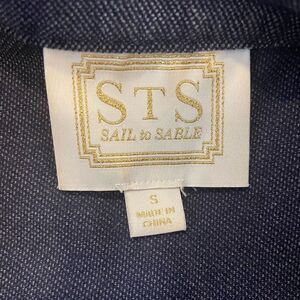 STS
SAIL to SABLE
S
MADE IN
CHINA